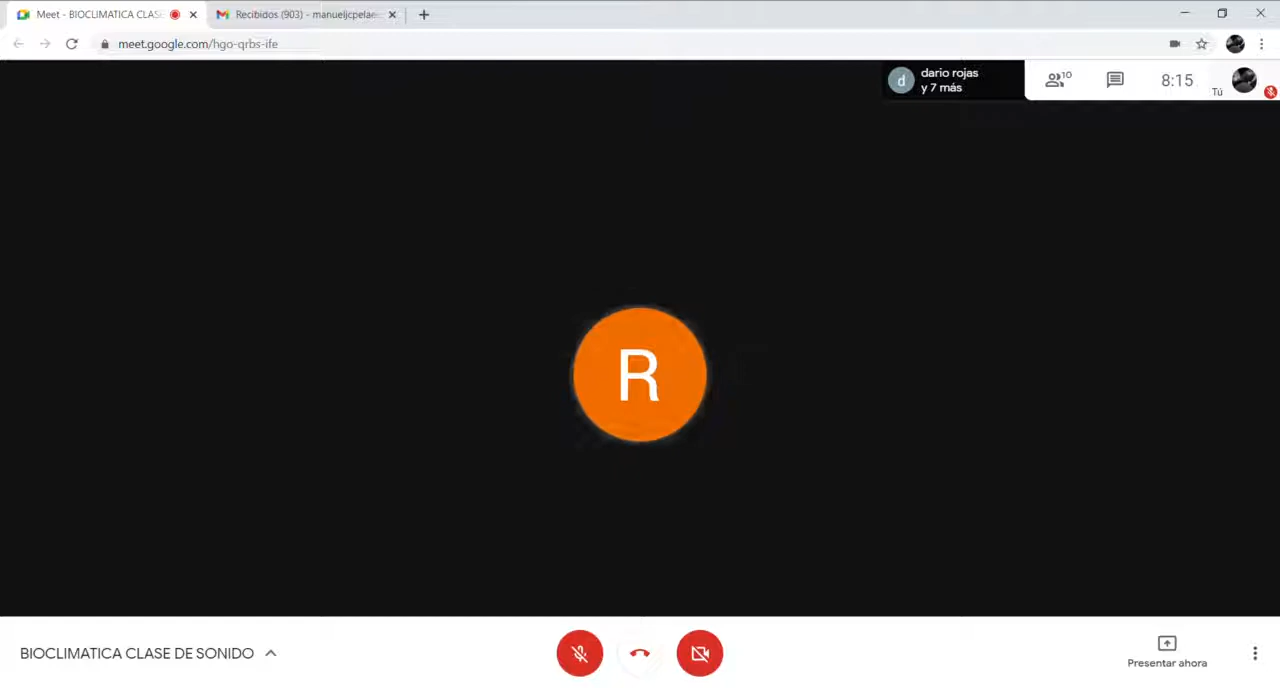 Meet - BIOCLIMATICA CLAS
Recibidos (903) - manueljcpelae
meet.google.com/hgo-qrbs-ife
d
dario rojas
y 7 más
10
8:15
Tú
R
BIOCLIMATICA CLASE DE SONIDO
Presentar ahora